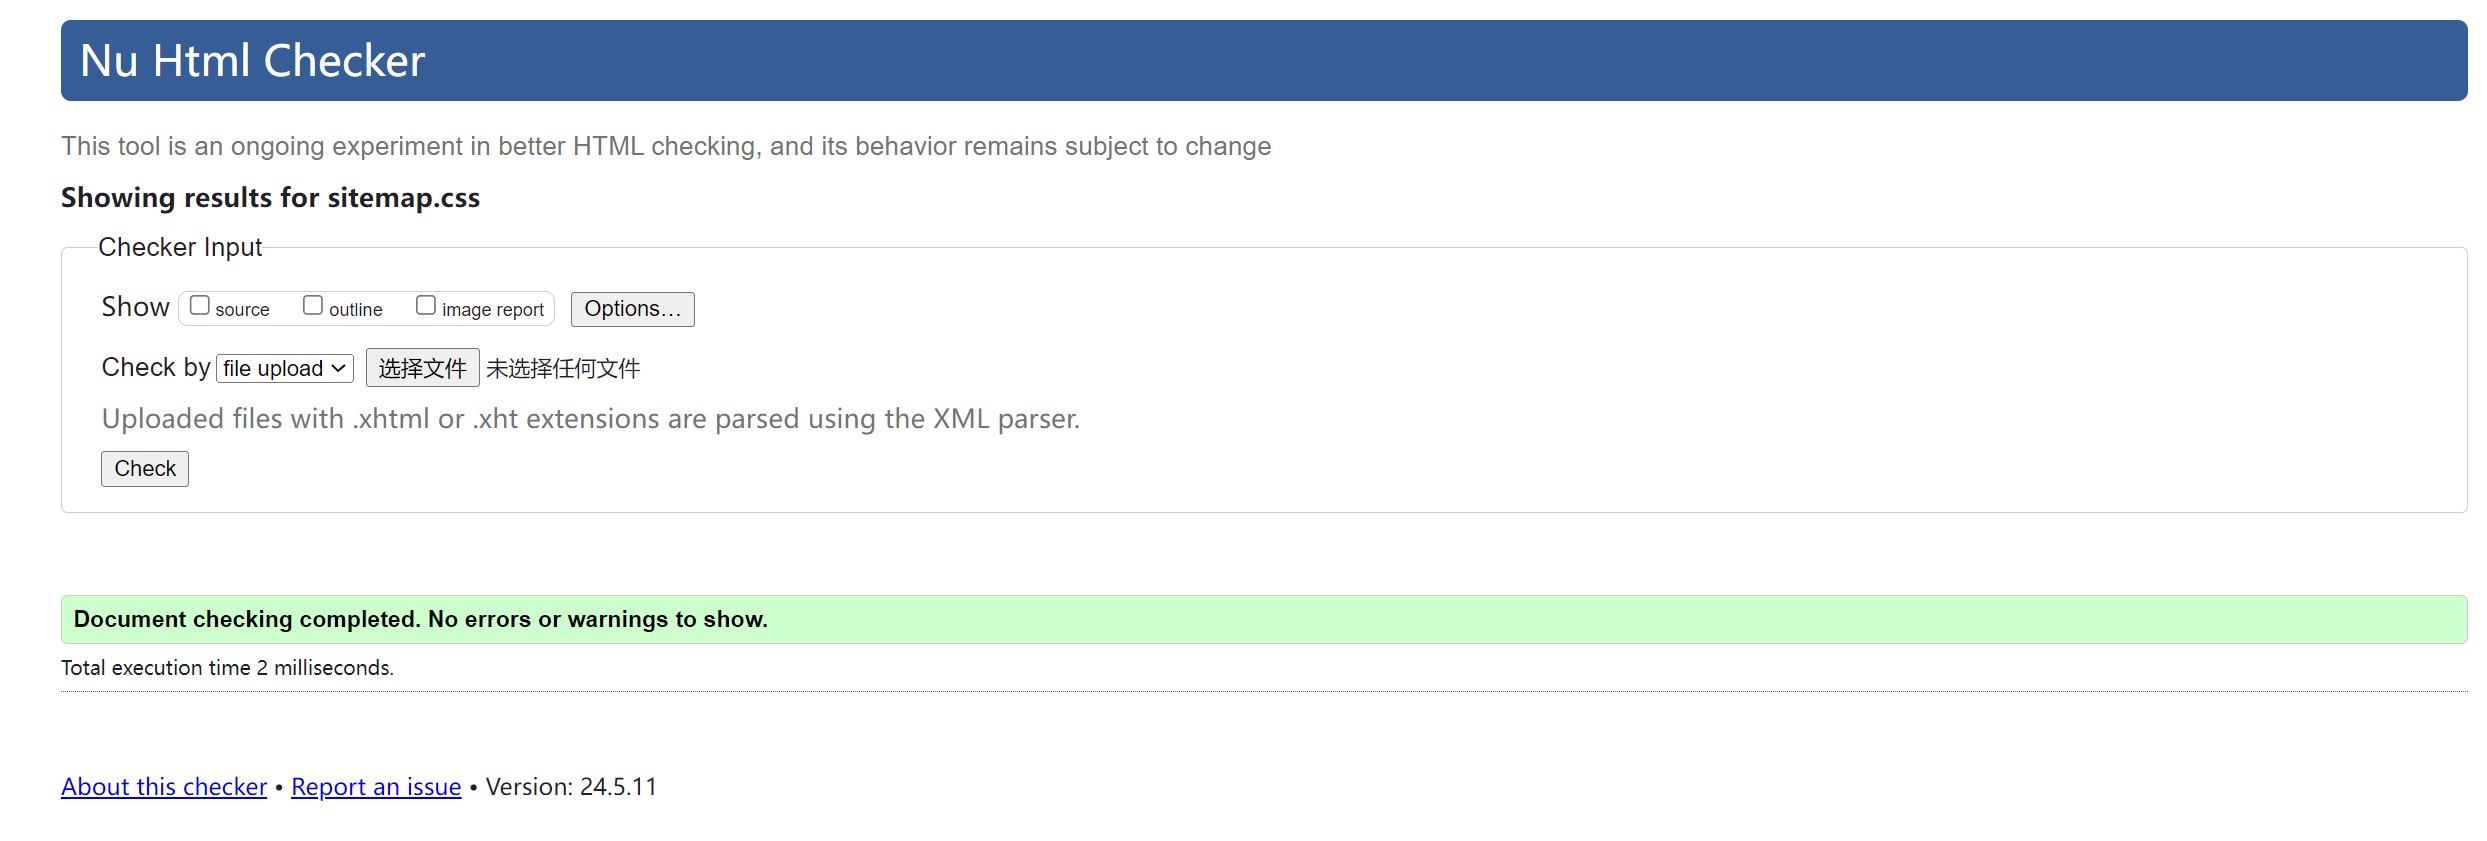 Nu Html Checker
This tool is an ongoing experiment in better HTML checking, and its behavior remains subject to change
Showing results for sitemap.css
Checker Input
Show source outline image report Options...
Check by file upload 选择文件 未选择任何文件
Uploaded files with .xhtml or .xht extensions are parsed using the XML parser.
Check
Document checking completed. No errors or warnings to show.
Total execution time 2 milliseconds.
About this checker • Report an issue • Version: 24.5.11